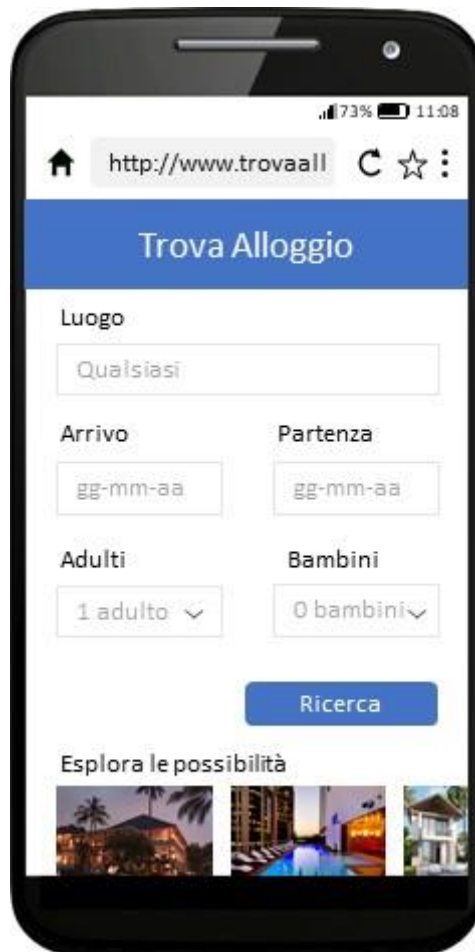 73% 11:08
http://www.trovaall
Trova Alloggio
Luogo
Qualsiasi
Arrivo Partenza
gg-mm-aa gg-mm-aa
Adulti Bambini
1 adulto 0 bambini
Ricerca
Esplora le possibilità